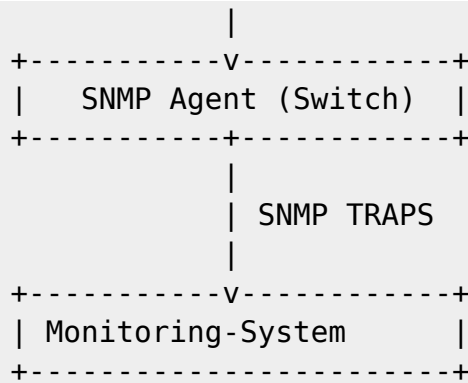 |
+-----------v------------+
|   SNMP Agent (Switch)  |
+-----------+------------+
             |
             | SNMP TRAPS
             |
+-----------v------------+
| Monitoring-System      |
+------------------------+